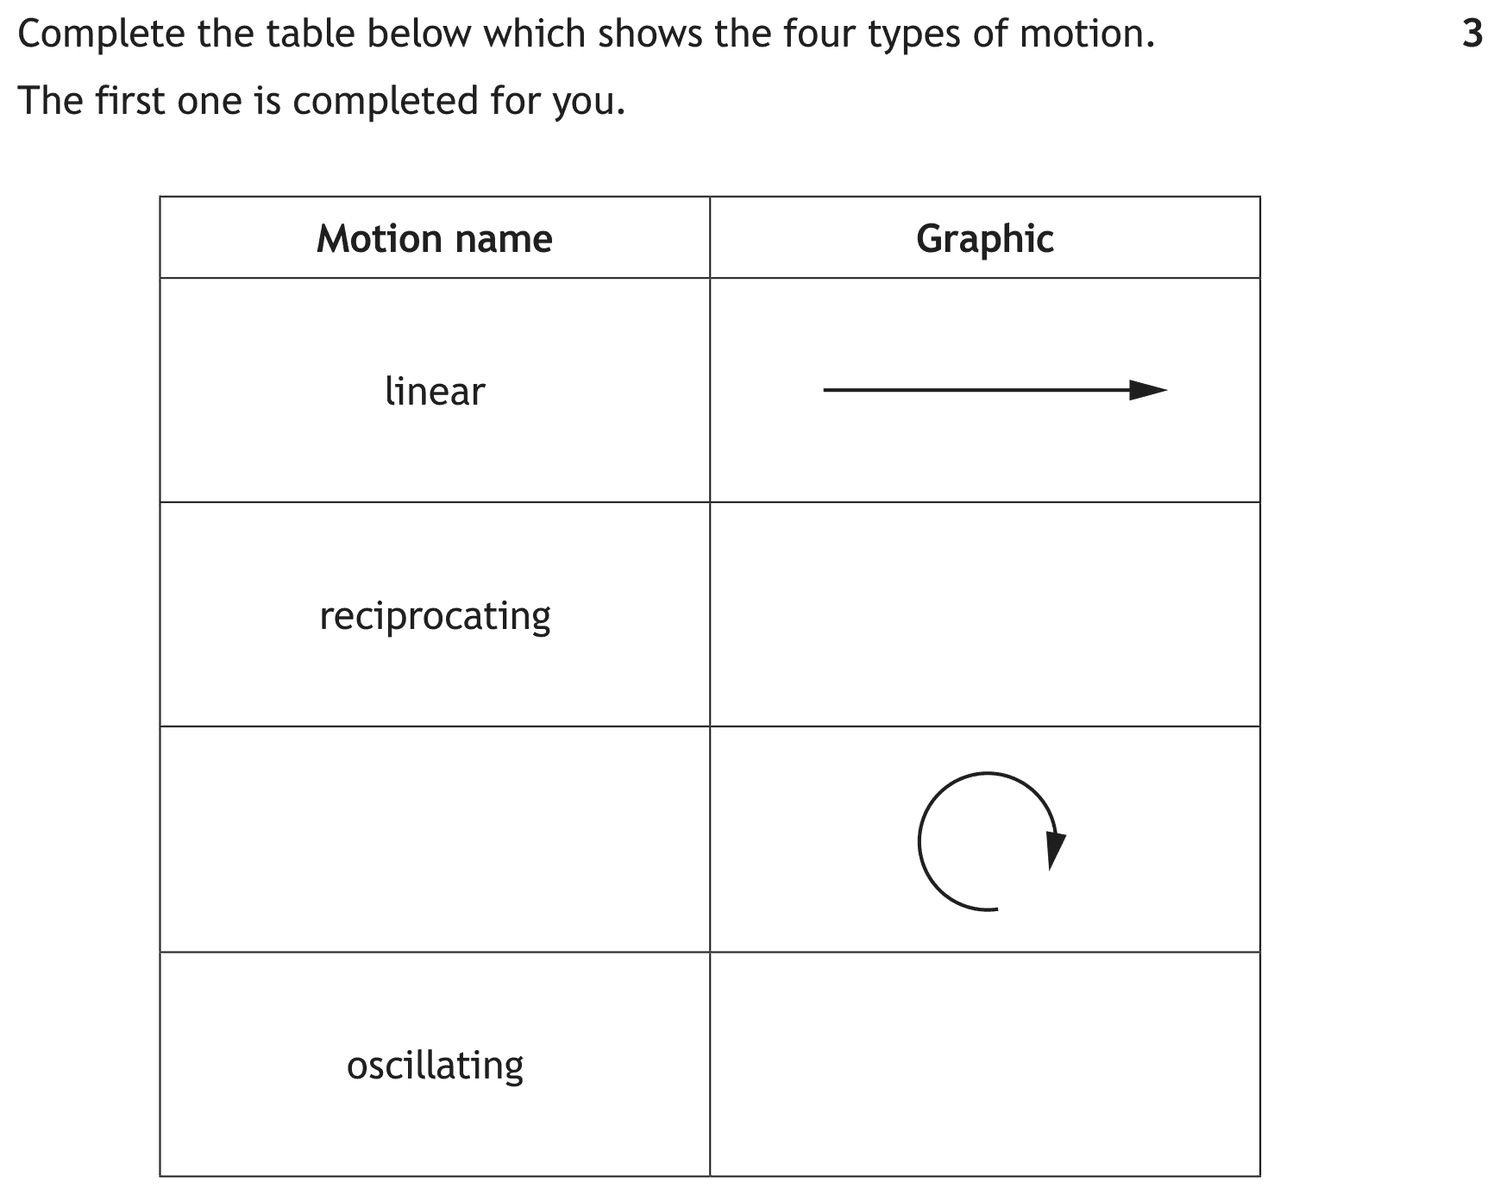 Complete the table below which shows the four types of motion. 3
The first one is completed for you.
Motion name Graphic
linear
reciprocating
oscillating